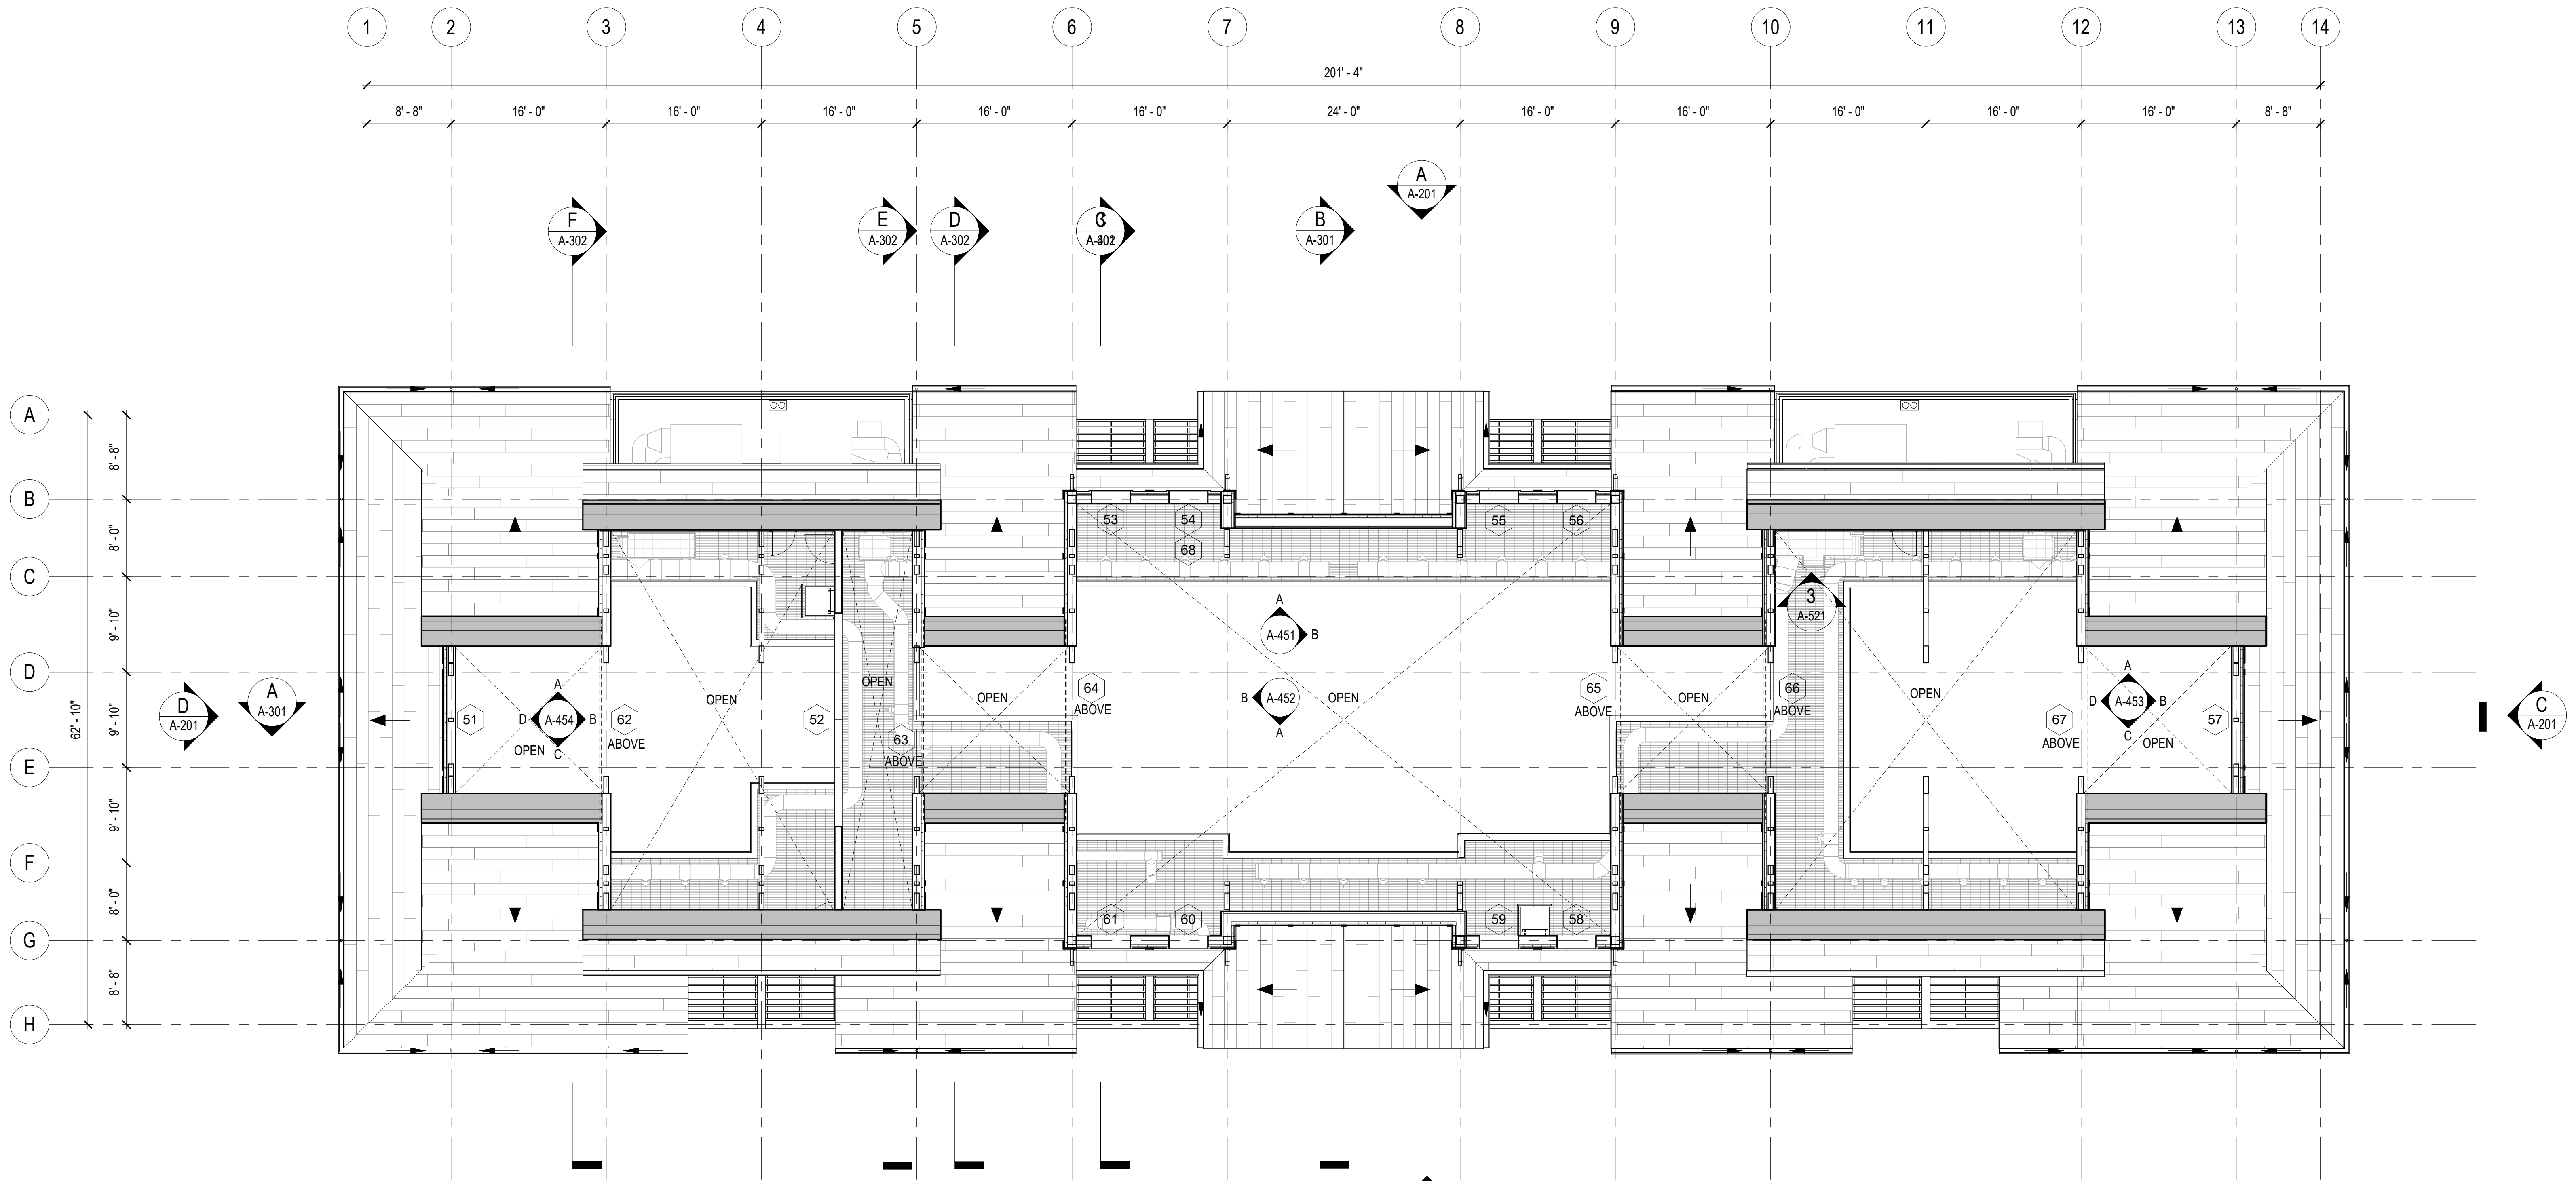 1 2 3 4 5 6 7 8 9 10 11 12 13 14
201' - 4"
8' - 8" 16' - 0" 16' - 0" 16' - 0" 16' - 0" 16' - 0" 24' - 0" 16' - 0" 16' - 0" 16' - 0" 16' - 0" 16' - 0" 8' - 8"
A
A-201
F
A-302
E
A-302
D
A-302
B
A-301
A
B
C
D
E
F
G
H
62' - 10"
8' - 8"
8' - 0"
9' - 10"
9' - 10"
9' - 10"
8' - 0"
8' - 8"
53 54 55 56
68
3
A-521
A
A-451 B
D
A-201
A
A-301
51
A
D A-454 B
C
OPEN
62
ABOVE
OPEN
52
OPEN
63
ABOVE
OPEN
64
ABOVE
B A-452
A
OPEN
65
ABOVE
OPEN
66
ABOVE
OPEN
67
ABOVE
A
D A-453 B
C
OPEN
57
C
A-201
61 60 59 58